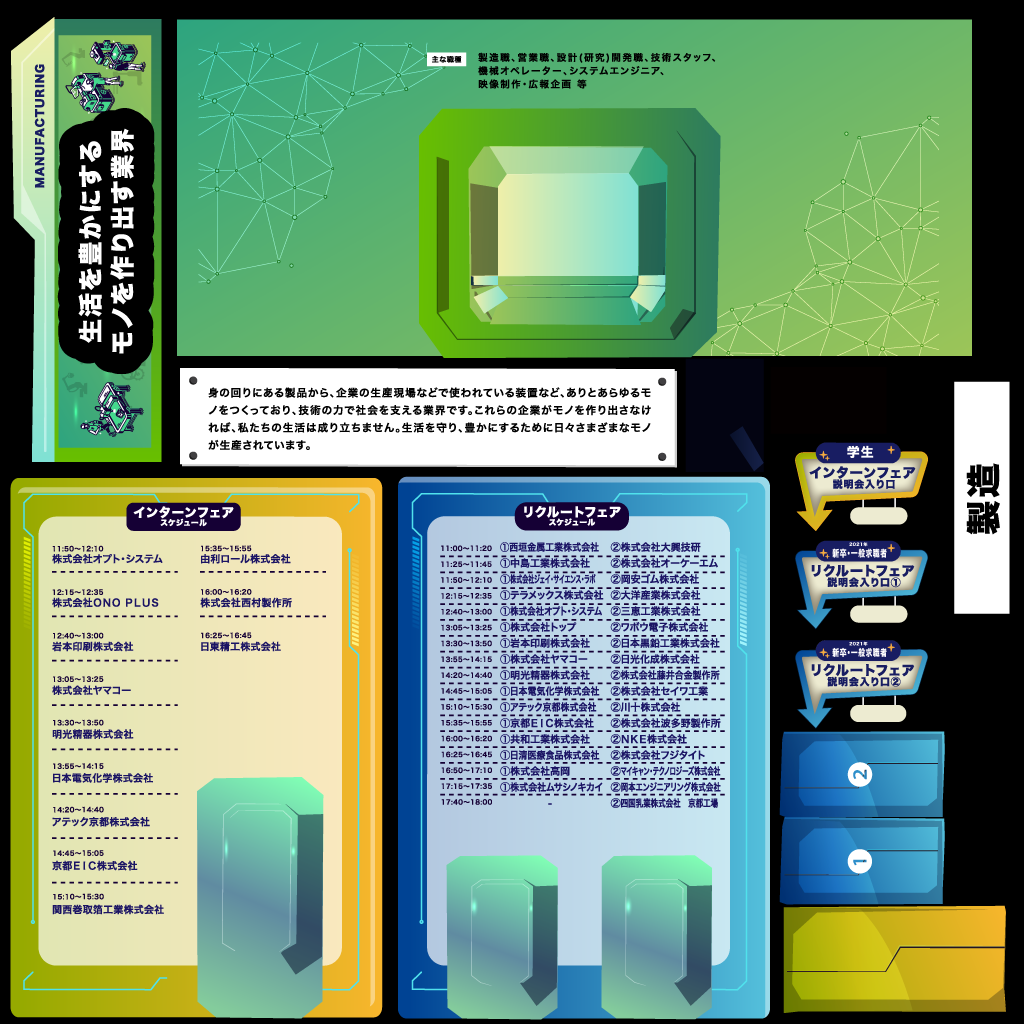 MANUFACTURING
生活を豊かにする
モノを作り出す業界
主な職種
製造職、営業職、設計(研究)開発職、技術スタッフ、
機械オペレーター、システムエンジニア、
映像制作・広報企画 等
身の回りにある製品から、企業の生産現場などで使われている装置など、ありとあらゆるモ
ノをつくっており、技術の力で社会を支える業界です。これらの企業がモノを作り出さなけ
れば、私たちの生活は成り立ちません。生活を守り、豊かにするために日々さまざまなモノ
が生産されています。
インターンフェア
スケジュール
11:50〜12:10
株式会社オプト・システム
12:15〜12:35
株式会社ONO PLUS
12:40〜13:00
岩本印刷株式会社
13:05〜13:25
株式会社ヤマコー
13:30〜13:50
明光精器株式会社
13:55〜14:15
日本電気化学株式会社
14:20〜14:40
アテック京都株式会社
14:45〜15:05
京都EIC株式会社
15:10〜15:30
関西巻取箔工業株式会社
15:35〜15:55
由利ロール株式会社
16:00〜16:20
株式会社西村製作所
16:25〜16:45
日東精工株式会社
リクルートフェア
スケジュール
11:00〜11:20 ①西垣金属工業株式会社 ②株式会社大興技研
11:25〜11:45 ①中島工業株式会社 ②株式会社オーケーエム
11:50〜12:10 ①株式会社ジェイ・サイエンス・ラボ ②岡安ゴム株式会社
12:15〜12:35 ①テラメックス株式会社 ②大洋産業株式会社
12:40〜13:00 ①株式会社オプト・システム ②三恵工業株式会社
13:05〜13:25 ①株式会社トップ ②ワボウ電子株式会社
13:30〜13:50 ①岩本印刷株式会社 ②日本黒鉛工業株式会社
13:55〜14:15 ①株式会社ヤマコー ②日光化成株式会社
14:20〜14:40 ①明光精器株式会社 ②株式会社藤井合金製作所
14:45〜15:05 ①日本電気化学株式会社 ②株式会社セイワ工業
15:10〜15:30 ①アテック京都株式会社 ②川十株式会社
15:35〜15:55 ①京都EIC株式会社 ②株式会社波多野製作所
16:00〜16:20 ①共和工業株式会社 ②NKE株式会社
16:25〜16:45 ①日清医療食品株式会社 ②株式会社フジタイト
16:50〜17:10 ①株式会社高岡 ②マイキャン・テクノロジーズ株式会社
17:15〜17:35 ①株式会社ムサシノキカイ ②岡本エンジニアリング株式会社
17:40〜18:00 - ②四国乳業株式会社 京都工場
学生
インターンフェア
説明会入り口
2021年
新卒・一般求職者
リクルートフェア
説明会入り口①
2021年
新卒・一般求職者
リクルートフェア
説明会入り口②
製造
2
1